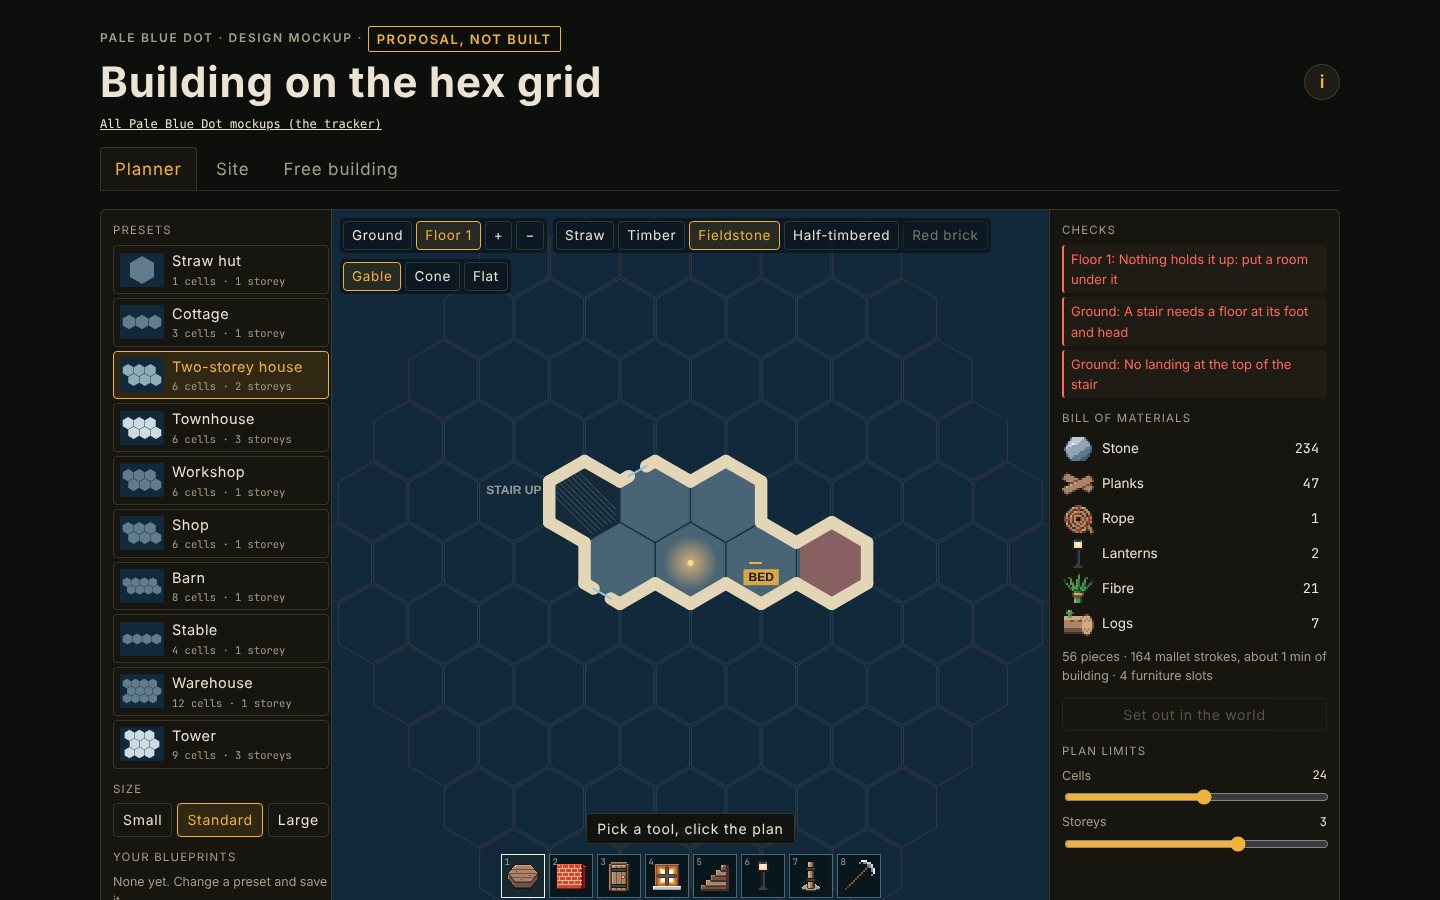 PALE BLUE DOT · DESIGN MOCKUP · PROPOSAL, NOT BUILT
Building on the hex grid
i
All Pale Blue Dot mockups (the tracker)
Planner
Site
Free building
PRESETS
Straw hut
1 cells · 1 storey
Cottage
3 cells · 1 storey
Two-storey house
6 cells · 2 storeys
Townhouse
6 cells · 3 storeys
Workshop
6 cells · 1 storey
Shop
6 cells · 1 storey
Barn
8 cells · 1 storey
Stable
4 cells · 1 storey
Warehouse
12 cells · 1 storey
Tower
9 cells · 3 storeys
SIZE
Small
Standard
Large
YOUR BLUEPRINTS
None yet. Change a preset and save
Ground
Floor 1
+
−
Straw
Timber
Fieldstone
Half-timbered
Red brick
Gable
Cone
Flat
STAIR UP
BED
Pick a tool, click the plan
1
2
3
4
5
6
7
8
CHECKS
Floor 1: Nothing holds it up: put a room
under it
Ground: A stair needs a floor at its foot
and head
Ground: No landing at the top of the
stair
BILL OF MATERIALS
Stone 234
Planks 47
Rope 1
Lanterns 2
Fibre 21
Logs 7
56 pieces · 164 mallet strokes, about 1 min of
building · 4 furniture slots
Set out in the world
PLAN LIMITS
Cells 24
Storeys 3